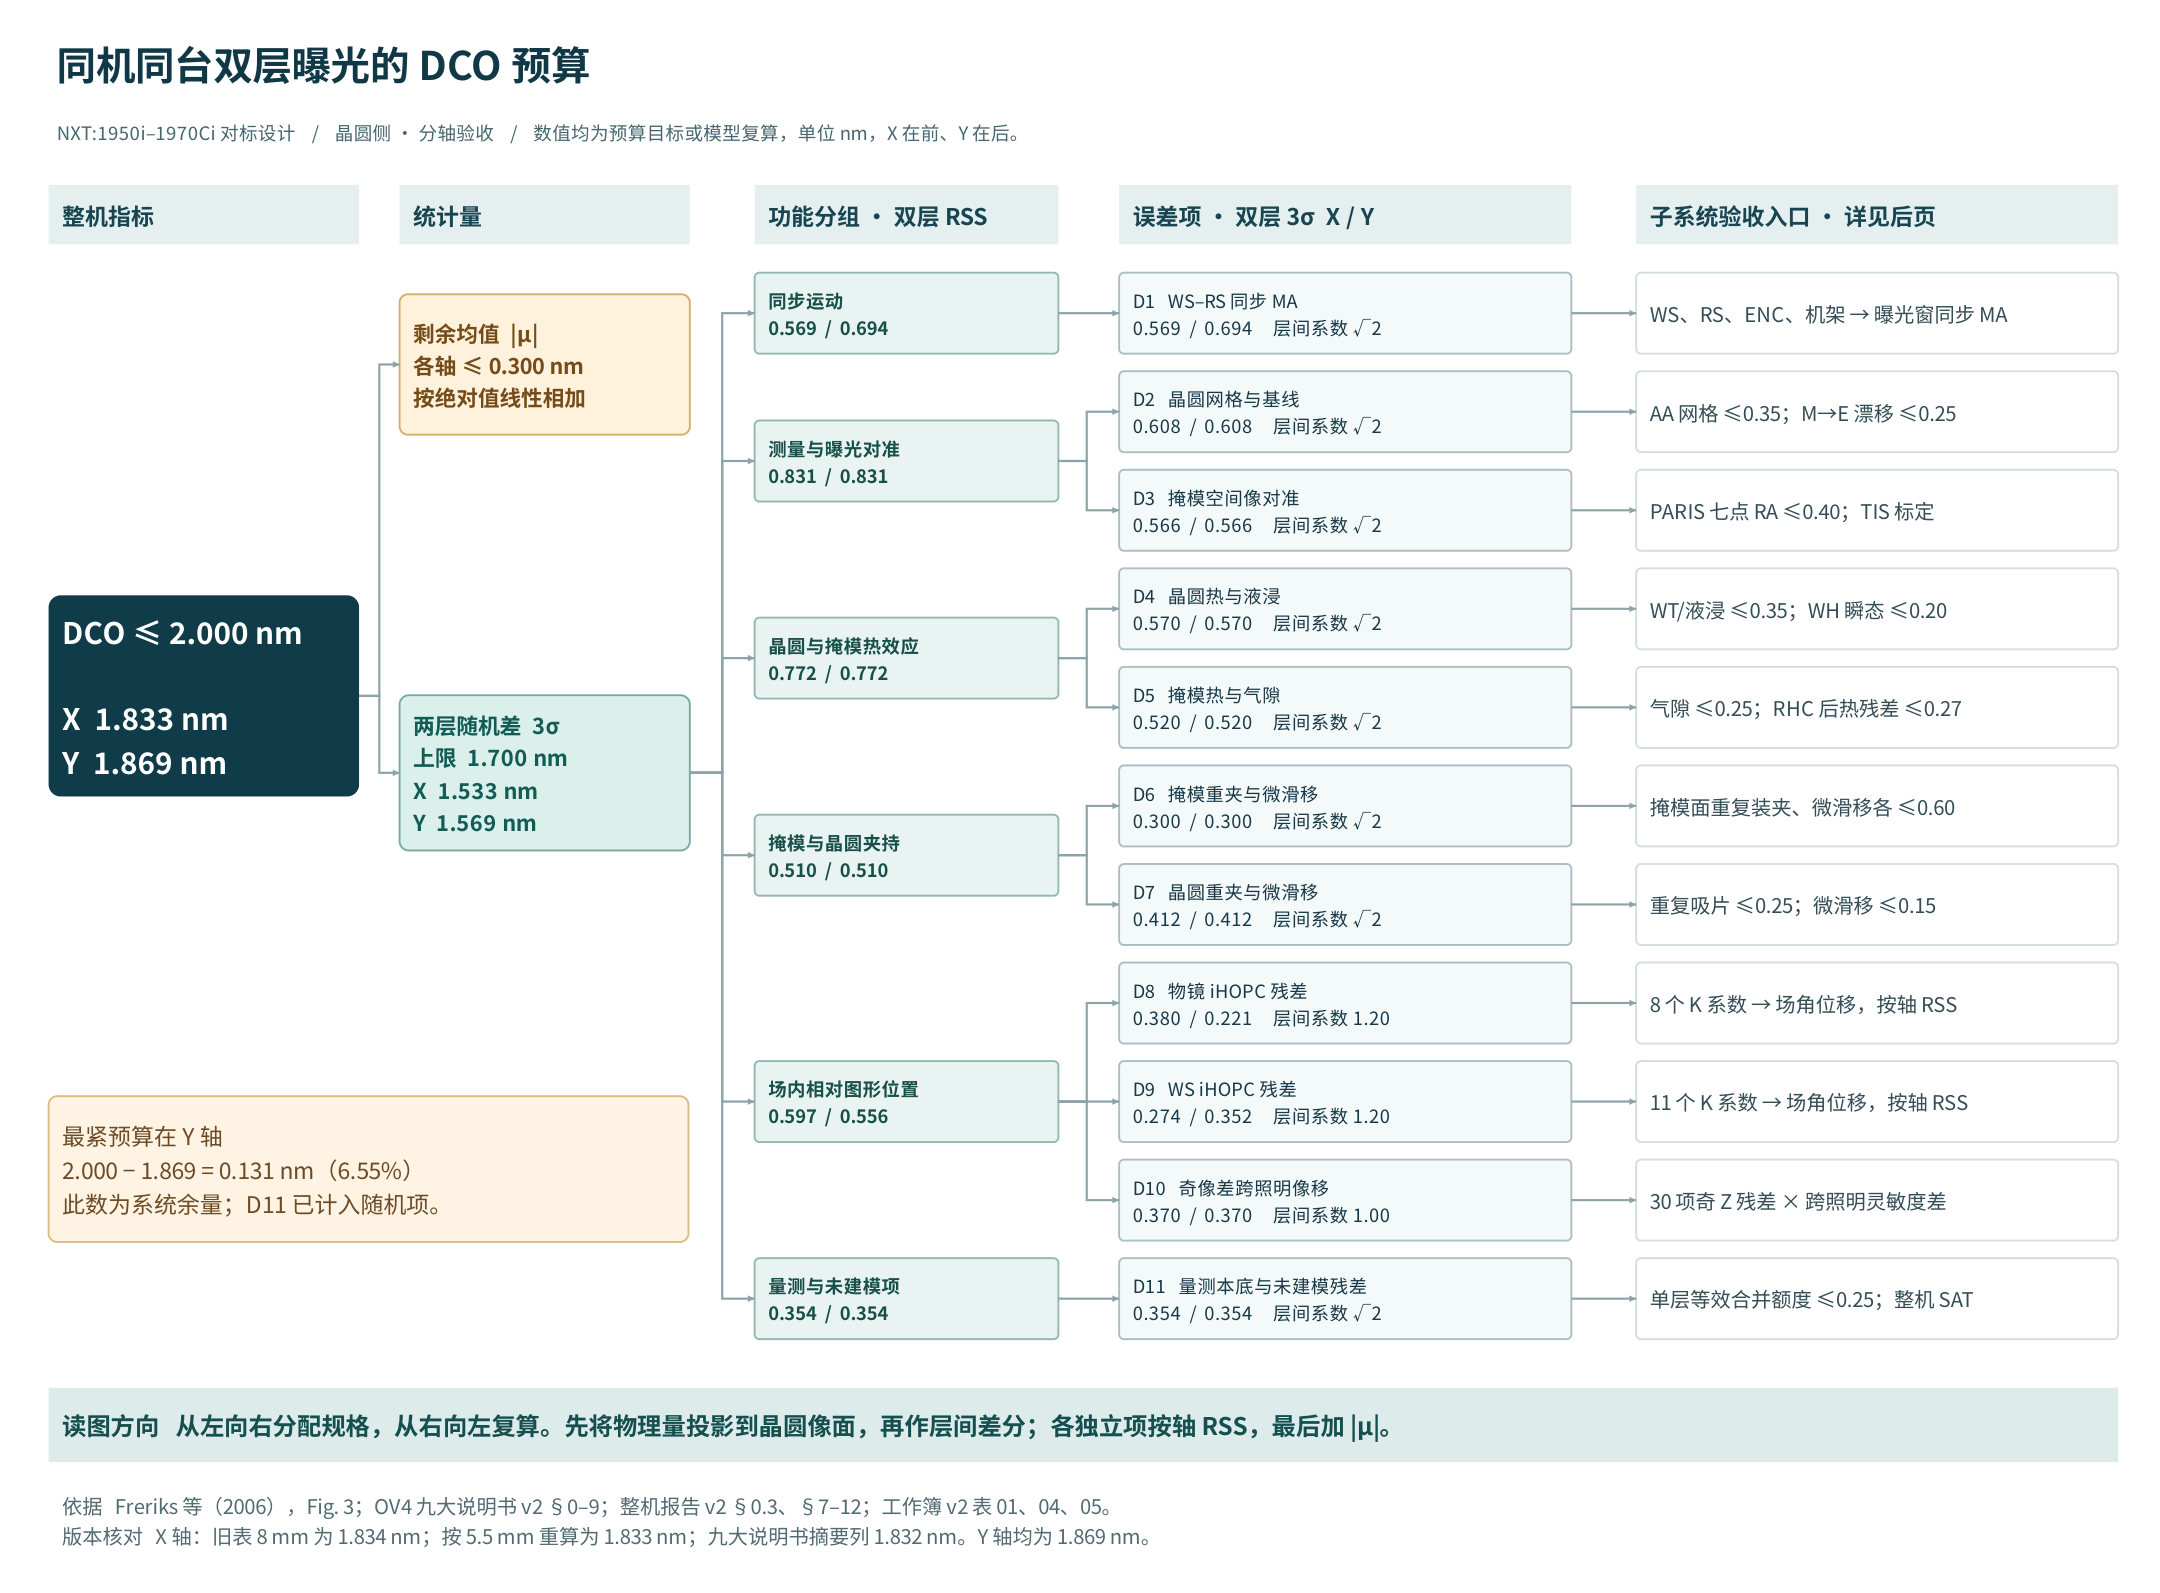 同机同台双层曝光的 DCO 预算
NXT:1950i–1970Ci 对标设计 / 晶圆侧 · 分轴验收 / 数值均为预算目标或模型复算，单位 nm，X 在前、Y 在后。
整机指标
统计量
功能分组 · 双层 RSS
误差项 · 双层 3σ X / Y
子系统验收入口 · 详见后页
DCO ≤ 2.000 nm
X 1.833 nm
Y 1.869 nm
剩余均值 |μ|
各轴 ≤ 0.300 nm
按绝对值线性相加
两层随机差 3σ
上限 1.700 nm
X 1.533 nm
Y 1.569 nm
最紧预算在 Y 轴
2.000 − 1.869 = 0.131 nm（6.55%）
此数为系统余量；D11 已计入随机项。
同步运动
0.569 / 0.694
测量与曝光对准
0.831 / 0.831
晶圆与掩模热效应
0.772 / 0.772
掩模与晶圆夹持
0.510 / 0.510
场内相对图形位置
0.597 / 0.556
量测与未建模项
0.354 / 0.354
D1 WS–RS 同步 MA
0.569 / 0.694 层间系数 √2
D2 晶圆网格与基线
0.608 / 0.608 层间系数 √2
D3 掩模空间像对准
0.566 / 0.566 层间系数 √2
D4 晶圆热与液浸
0.570 / 0.570 层间系数 √2
D5 掩模热与气隙
0.520 / 0.520 层间系数 √2
D6 掩模重夹与微滑移
0.300 / 0.300 层间系数 √2
D7 晶圆重夹与微滑移
0.412 / 0.412 层间系数 √2
D8 物镜 iHOPC 残差
0.380 / 0.221 层间系数 1.20
D9 WS iHOPC 残差
0.274 / 0.352 层间系数 1.20
D10 奇像差跨照明像移
0.370 / 0.370 层间系数 1.00
D11 量测本底与未建模残差
0.354 / 0.354 层间系数 √2
WS、RS、ENC、机架 → 曝光窗同步 MA
AA 网格 ≤0.35；M→E 漂移 ≤0.25
PARIS 七点 RA ≤0.40；TIS 标定
WT/液浸 ≤0.35；WH 瞬态 ≤0.20
气隙 ≤0.25；RHC 后热残差 ≤0.27
掩模面重复装夹、微滑移各 ≤0.60
重复吸片 ≤0.25；微滑移 ≤0.15
8 个 K 系数 → 场角位移，按轴 RSS
11 个 K 系数 → 场角位移，按轴 RSS
30 项奇 Z 残差 × 跨照明灵敏度差
单层等效合并额度 ≤0.25；整机 SAT
读图方向 从左向右分配规格，从右向左复算。先将物理量投影到晶圆像面，再作层间差分；各独立项按轴 RSS，最后加 |μ|。
依据 Freriks 等（2006），Fig. 3；OV4 九大说明书 v2 §0–9；整机报告 v2 §0.3、§7–12；工作簿 v2 表 01、04、05。
版本核对 X 轴：旧表 8 mm 为 1.834 nm；按 5.5 mm 重算为 1.833 nm；九大说明书摘要列 1.832 nm。Y 轴均为 1.869 nm。